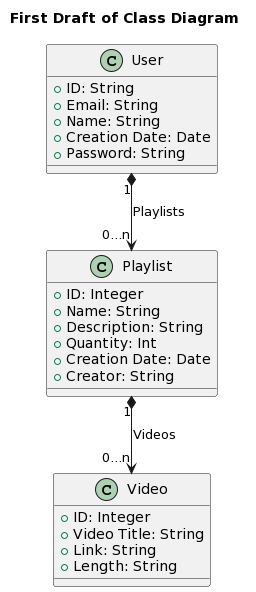 First Draft of Class Diagram
C User
ID: String
Email: String
Name: String
Creation Date: Date
Password: String
1
Playlists
0...n
C Playlist
ID: Integer
Name: String
Description: String
Quantity: Int
Creation Date: Date
Creator: String
1
Videos
0...n
C Video
ID: Integer
Video Title: String
Link: String
Length: String